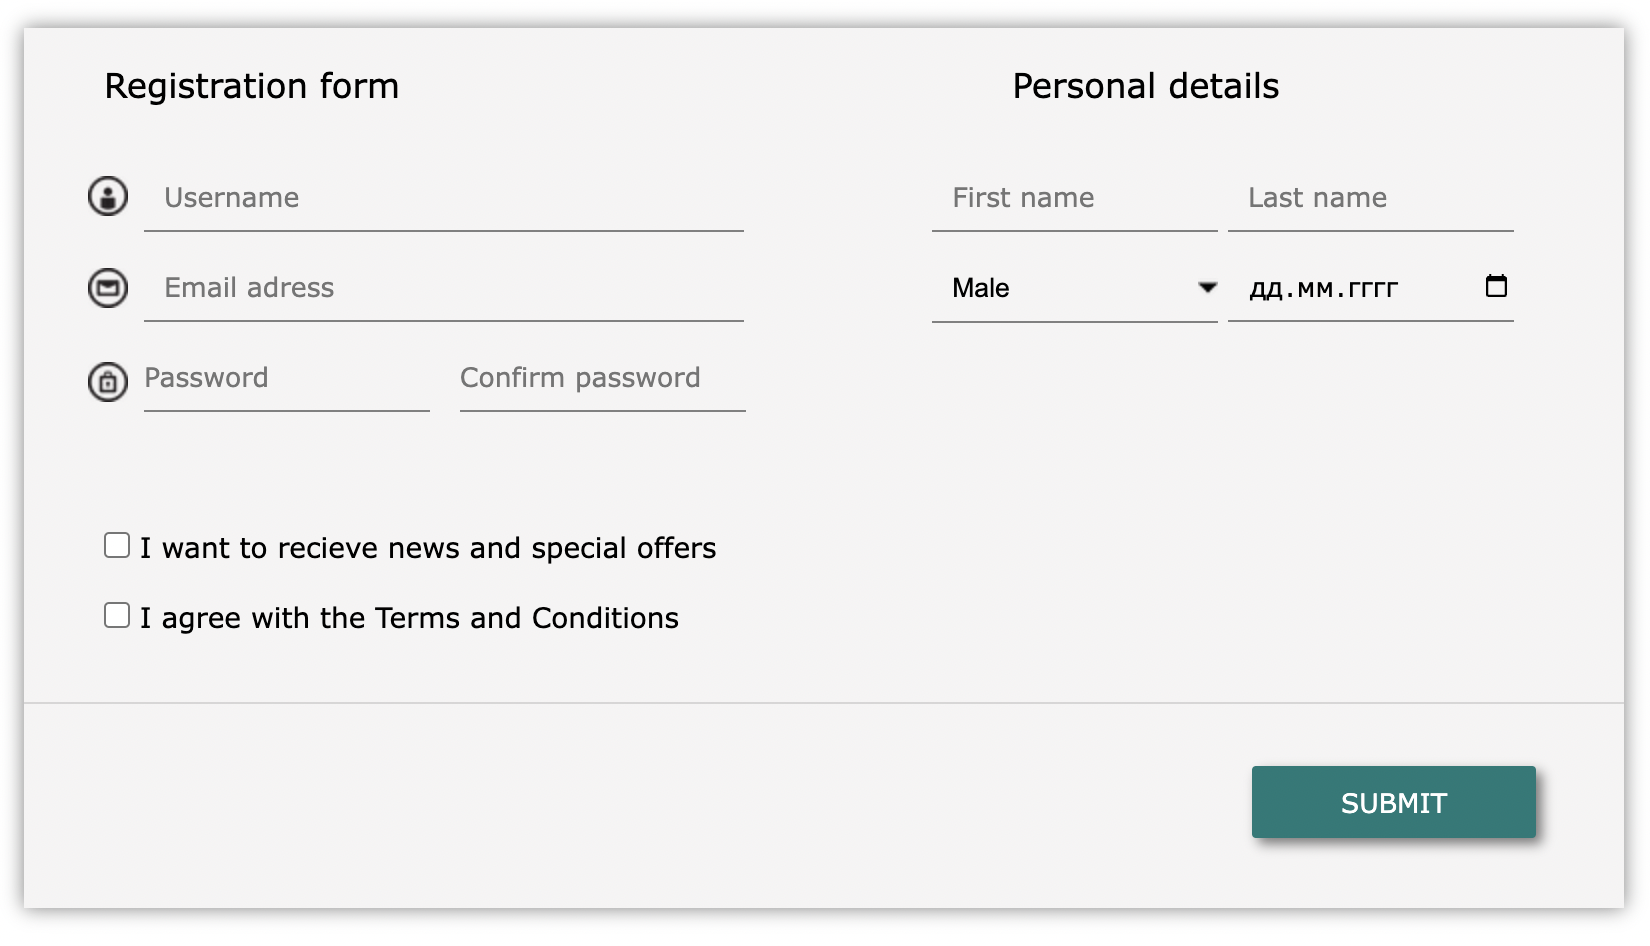 Registration form
Username
Email adress
Password Confirm password
I want to recieve news and special offers
I agree with the Terms and Conditions
Personal details
First name Last name
Male дд.мм.гггг
SUBMIT